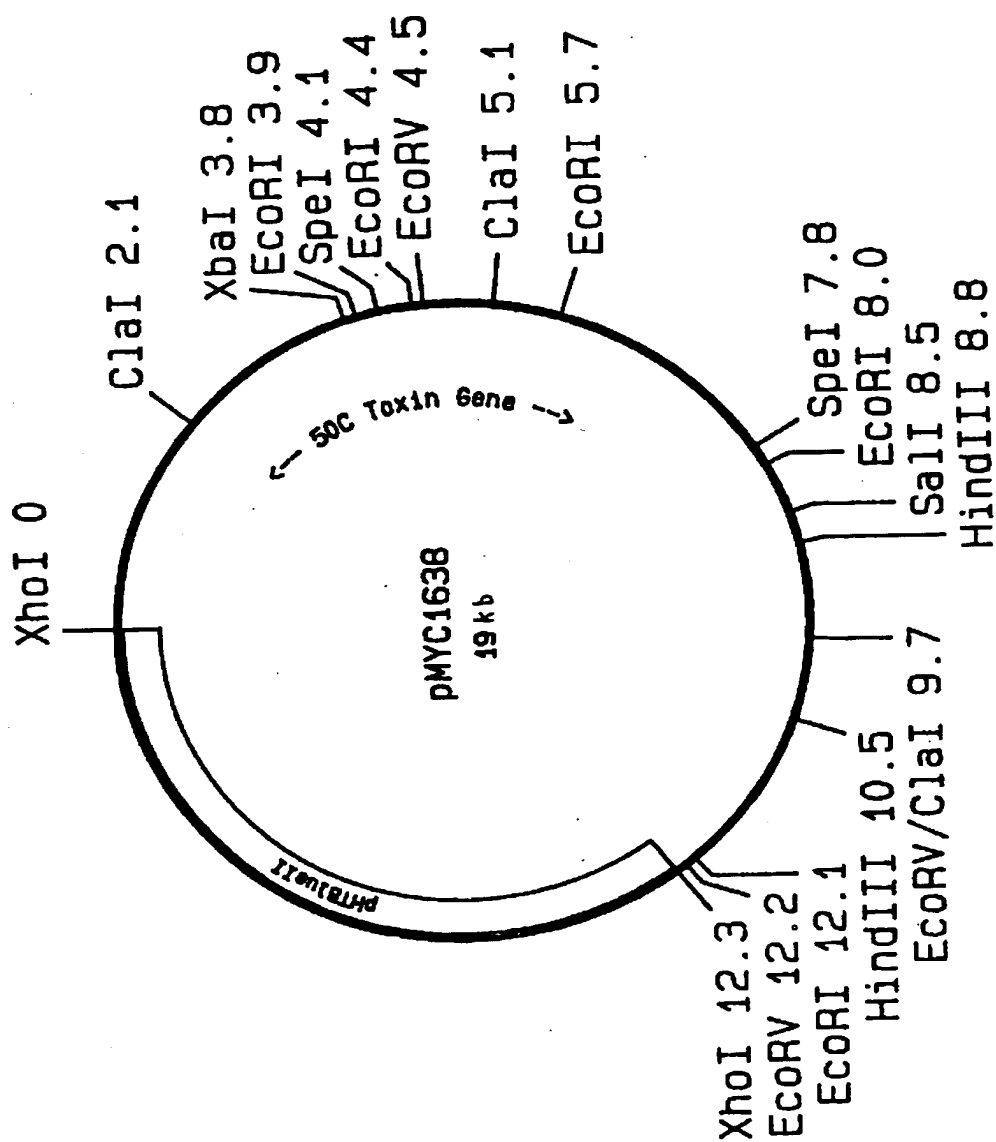 XhoI 0
ClaI 2.1
XbaI 3.8
EcoRI 3.9
SpeI 4.1
EcoRI 4.4
EcoRV 4.5
ClaI 5.1
EcoRI 5.7
SpeI 7.8
EcoRI 8.0
SalI 8.5
HindIII 8.8
EcoRV/ClaI 9.7
HindIII 10.5
EcoRI 12.1
EcoRV 12.2
XhoI 12.3
pHTBlueII
50C Toxin Gene
pMYC1638
19kb